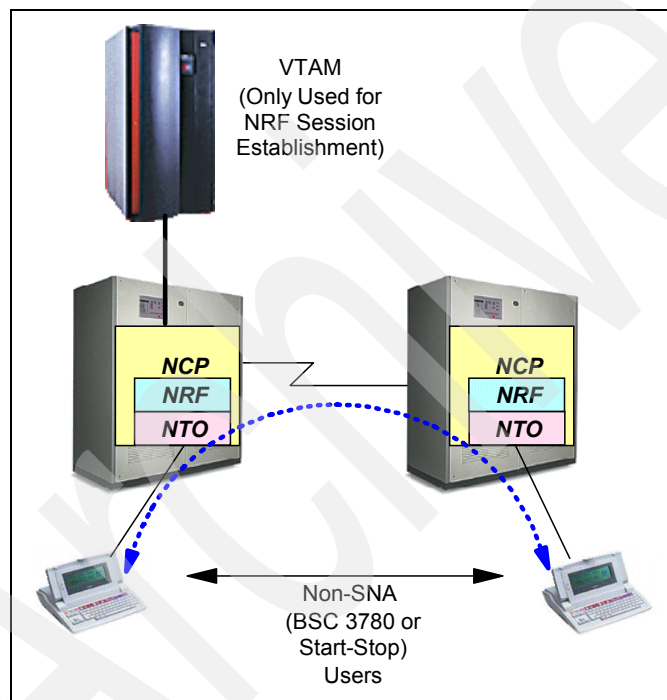 VTAM
(Only Used for
NRF Session
Establishment)
NCP
NRF
NTO
NCP
NRF
NTO
Non-SNA
(BSC 3780 or
Start-Stop)
Users